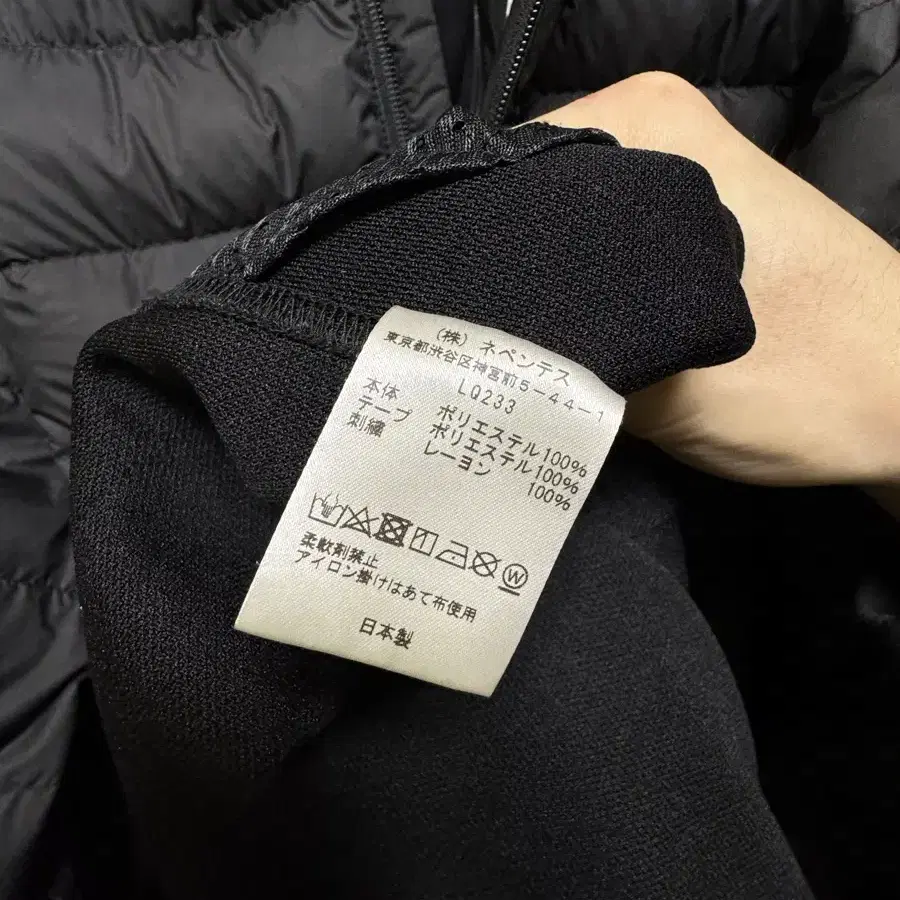 (株) ネペンテス
東京都渋谷区神宮前5-44-1
LQ233
本体 ポリエステル100%
テープ ポリエステル100%
刺繍 レーヨン 100%
柔軟剤禁止
アイロン掛けはあて布使用
日本製